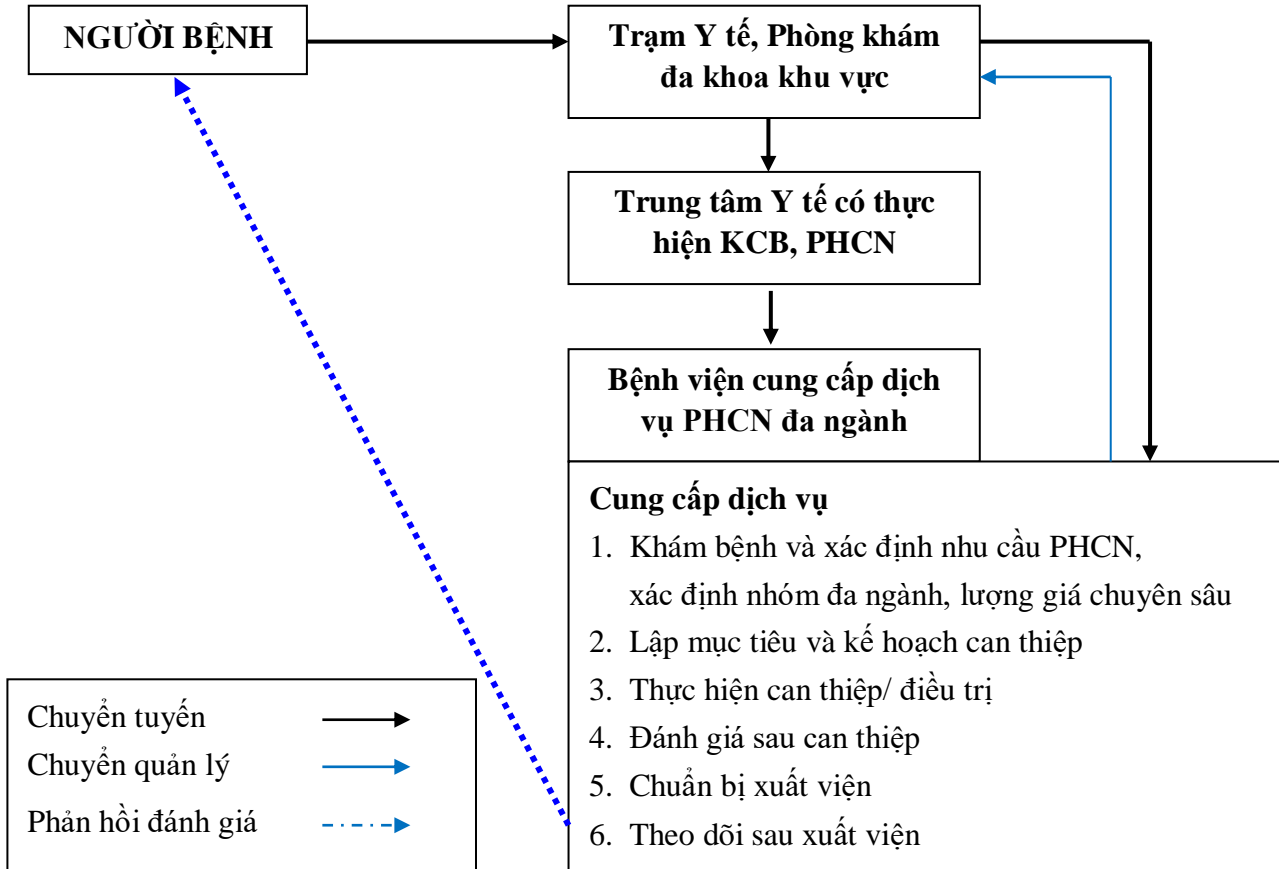 NGƯỜI BỆNH
Trạm Y tế, Phòng khám
đa khoa khu vực
Trung tâm Y tế có thực
hiện KCB, PHCN
Bệnh viện cung cấp dịch
vụ PHCN đa ngành
Cung cấp dịch vụ
1. Khám bệnh và xác định nhu cầu PHCN,
xác định nhóm đa ngành, lượng giá chuyên sâu
2. Lập mục tiêu và kế hoạch can thiệp
3. Thực hiện can thiệp/ điều trị
4. Đánh giá sau can thiệp
5. Chuẩn bị xuất viện
6. Theo dõi sau xuất viện
Chuyển tuyến
Chuyển quản lý
Phản hồi đánh giá